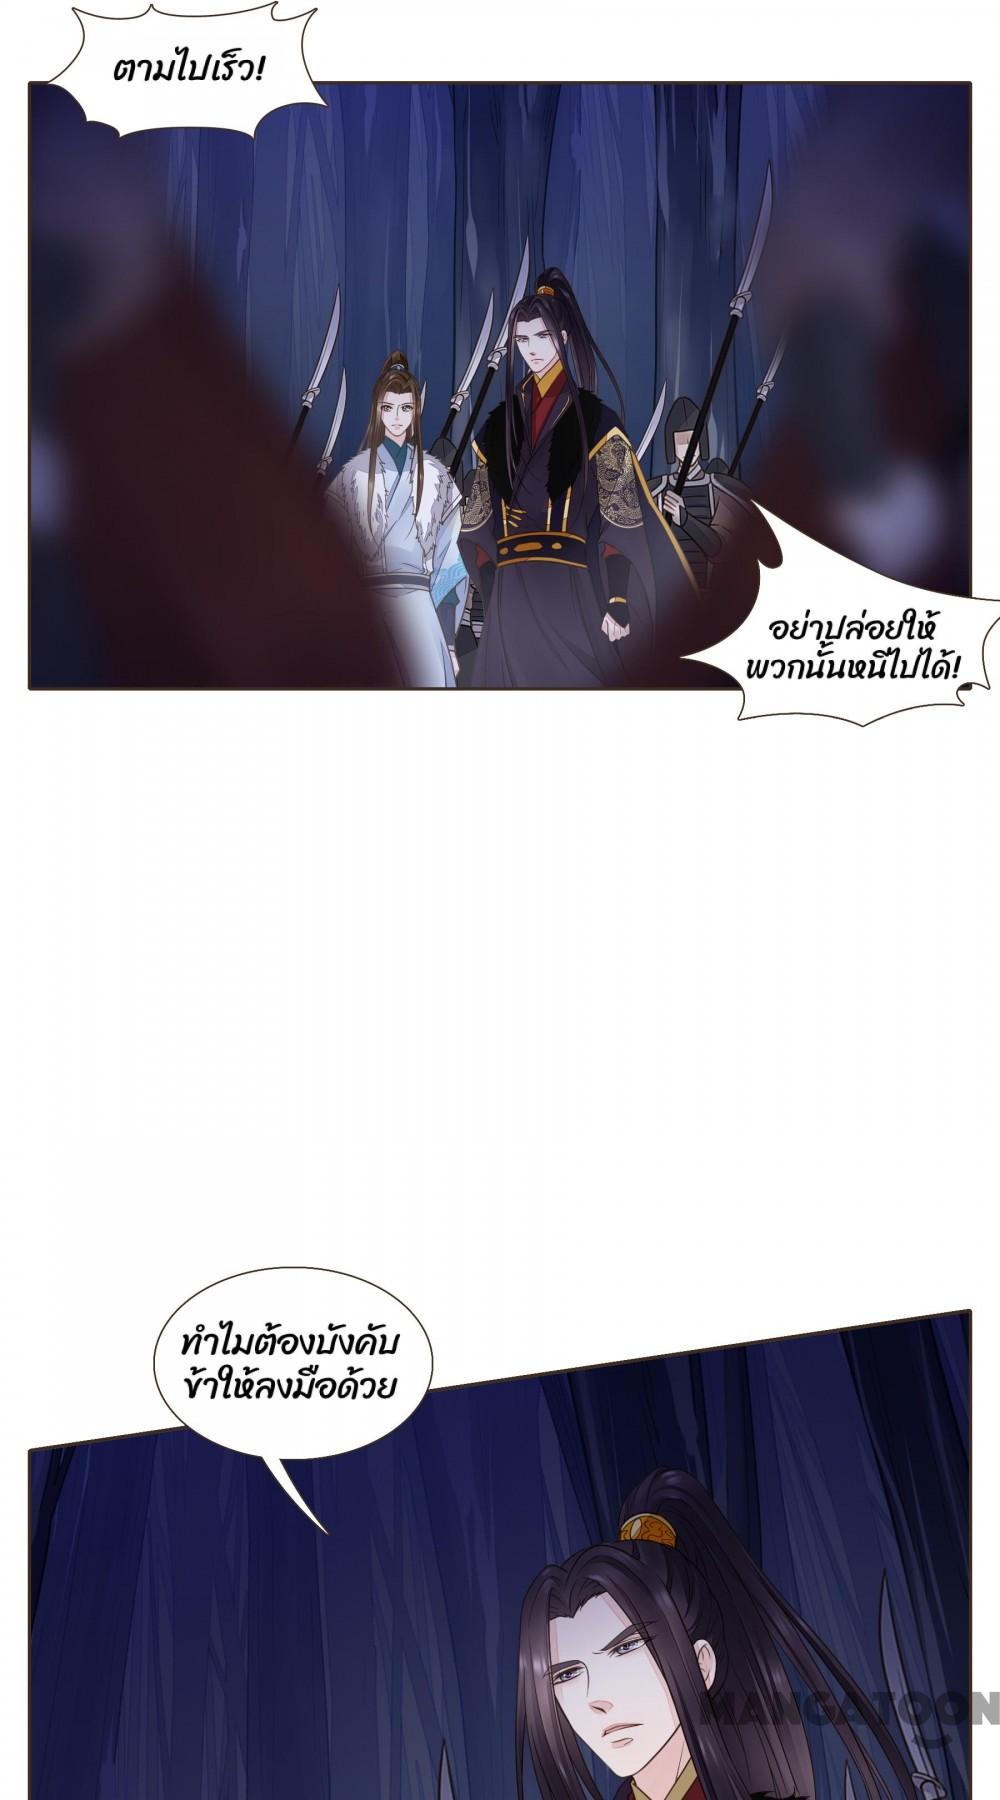 ตามไปเร็ว!
อย่าปล่อยให้
พวกนั้นหนีไปได้!
ทำไมต้องบังคับ
ข้าให้ลงมือด้วย
MANGATOON